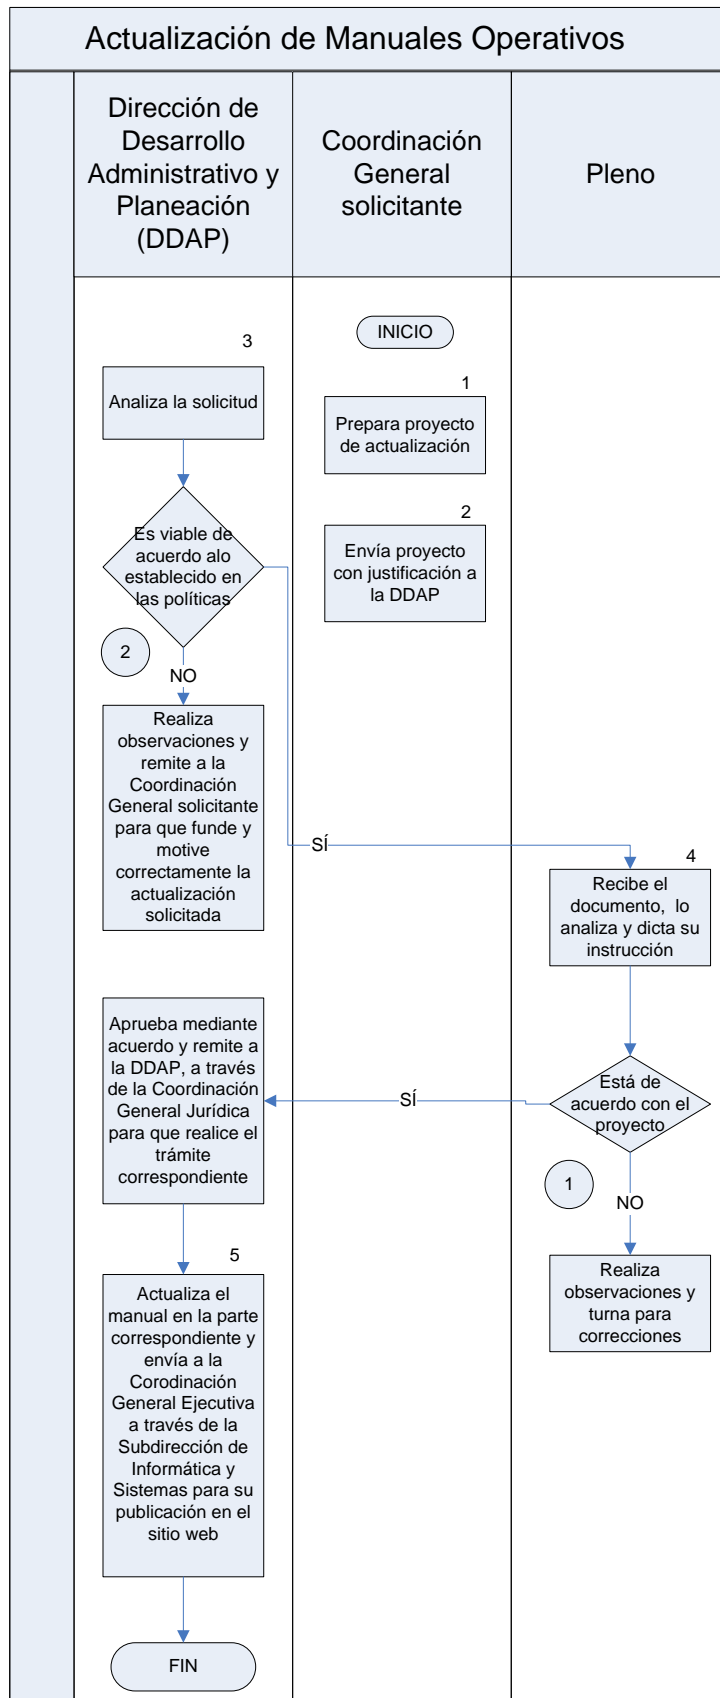 Actualización de Manuales Operativos
Dirección de
Desarrollo
Administrativo y
Planeación
(DDAP)
Coordinación
General
solicitante
Pleno
INICIO
3
Analiza la solicitud
1
Prepara proyecto
de actualización
2
Envía proyecto
con justificación a
la DDAP
Es viable de
acuerdo alo
establecido en
las políticas
2
NO
Realiza
observaciones y
remite a la
Coordinación
General solicitante
para que funde y
motive
correctamente la
actualización
solicitada
SÍ
4
Recibe el
documento, lo
analiza y dicta su
instrucción
Está de
acuerdo con el
proyecto
SÍ
1
NO
Realiza
observaciones y
turna para
correcciones
Aprueba mediante
acuerdo y remite a
la DDAP, a través
de la Coordinación
General Jurídica
para que realice el
trámite
correspondiente
5
Actualiza el
manual en la parte
correspondiente y
envía a la
Corodinación
General Ejecutiva
a través de la
Subdirección de
Informática y
Sistemas para su
publicación en el
sitio web
FIN